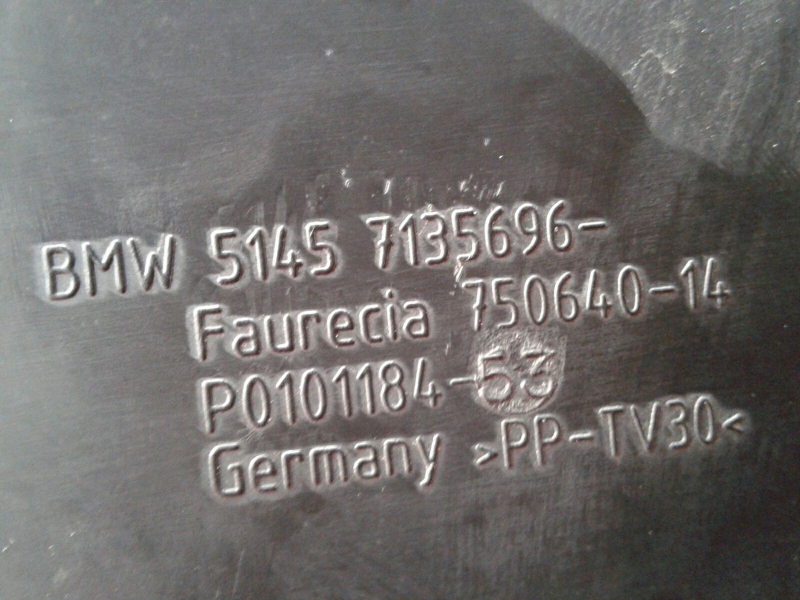 BMW 5145 7135696-
Faurecia 750640-14
P0101184-53
Germany >PP-TV30<